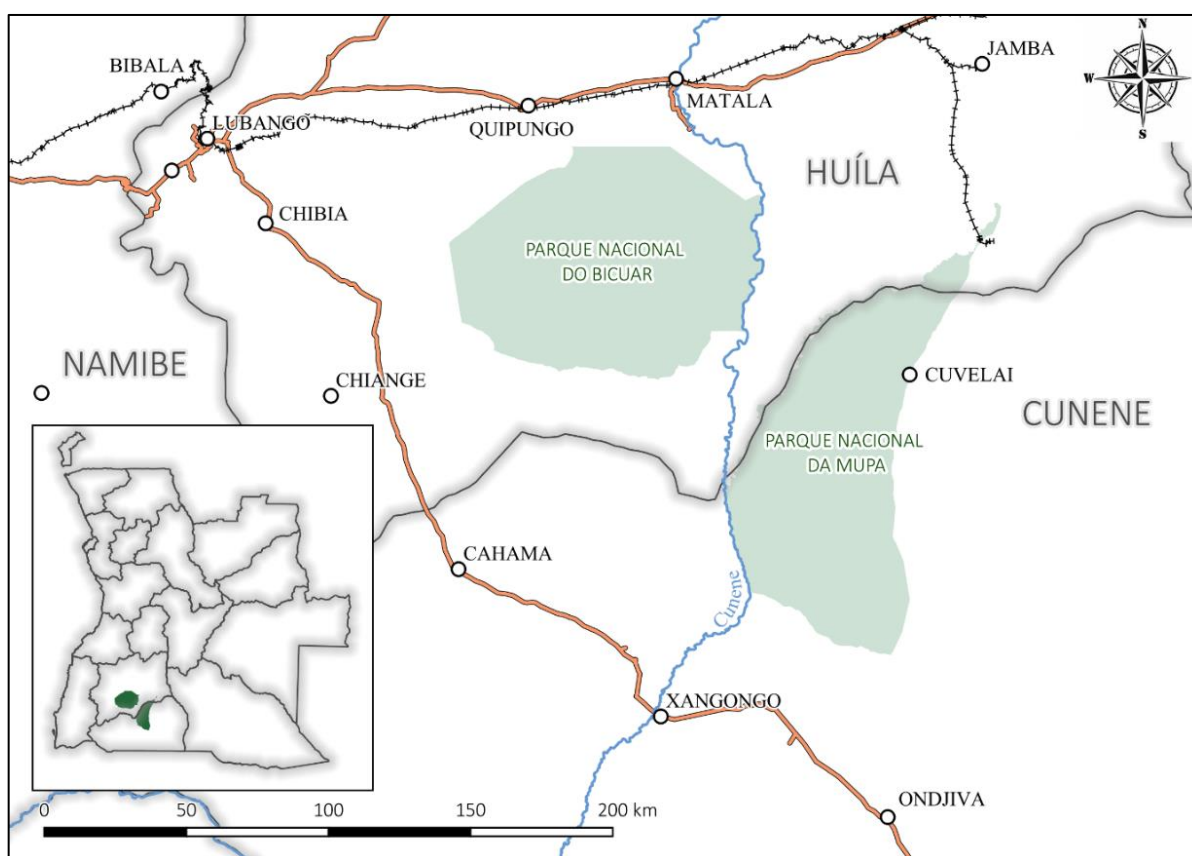 N
W
E
S
BIBALA
JAMBA
MATALA
QUIPUNGO
LUBANGO
HUÍLA
CHIBIA
PARQUE NACIONAL
DO BICUAR
NAMIBE
CHIANGE
CUVELAI
CUNENE
PARQUE NACIONAL
DA MUPA
CAHAMA
Cunene
XANGONGO
ONDJIVA
0 50 100 150 200 km